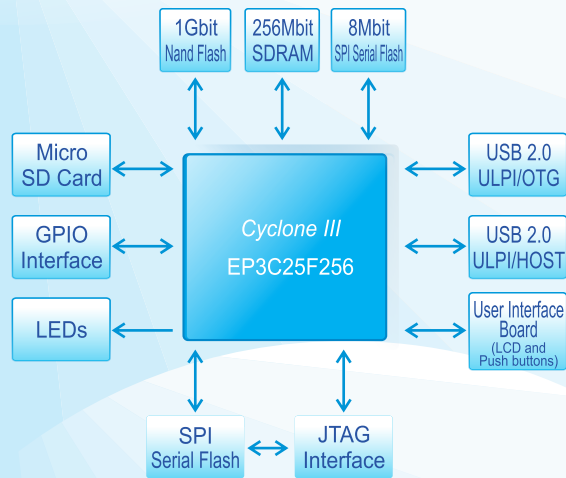 1Gbit
Nand Flash
256Mbit
SDRAM
8Mbit
SPI Serial Flash
Micro
SD Card
USB 2.0
ULPI/OTG
Cyclone III
EP3C25F256
GPIO
Interface
USB 2.0
ULPI/HOST
LEDs
User Interface
Board
(LCD and
Push buttons)
SPI
Serial Flash
JTAG
Interface